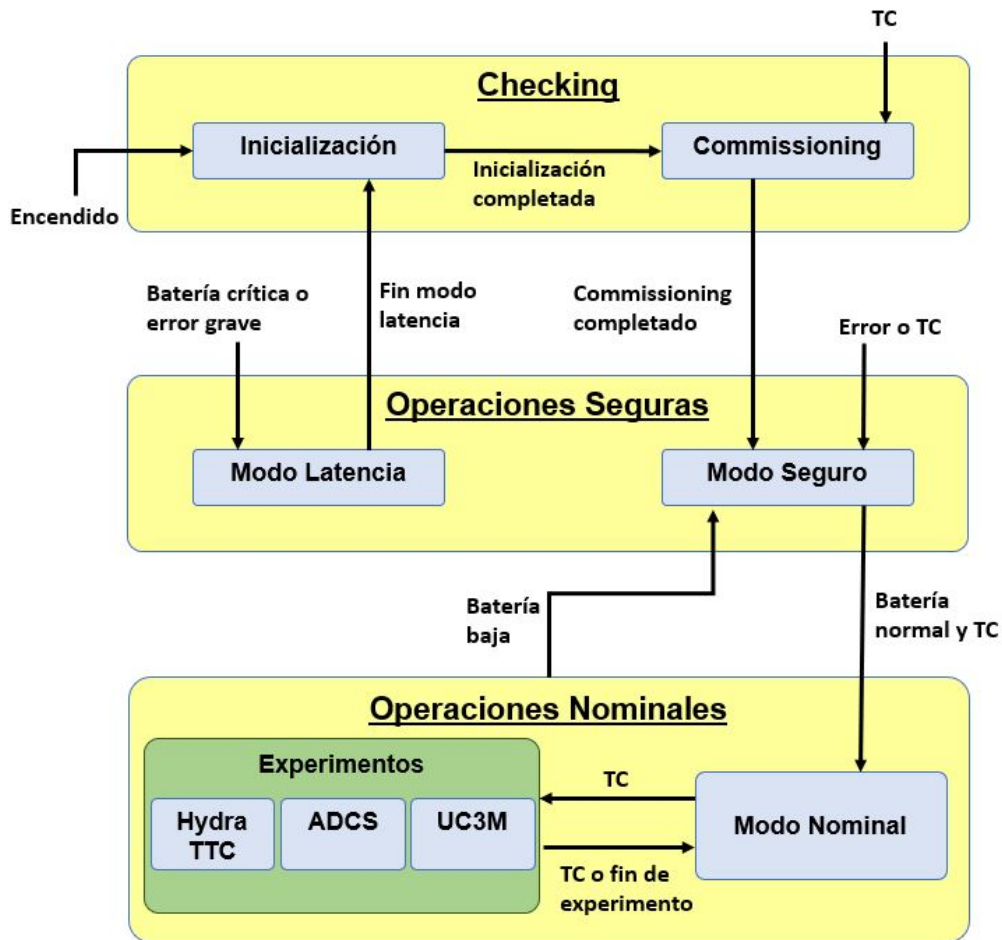 TC
Checking
Inicialización
Commissioning
Inicialización
completada
Encendido
Batería crítica o
error grave
Fin modo
latencia
Commissioning
completado
Error o TC
Operaciones Seguras
Modo Latencia
Modo Seguro
Batería
baja
Batería
normal y TC
Operaciones Nominales
Experimentos
Hydra
TTC
ADCS
UC3M
TC
Modo Nominal
TC o fin de
experimento